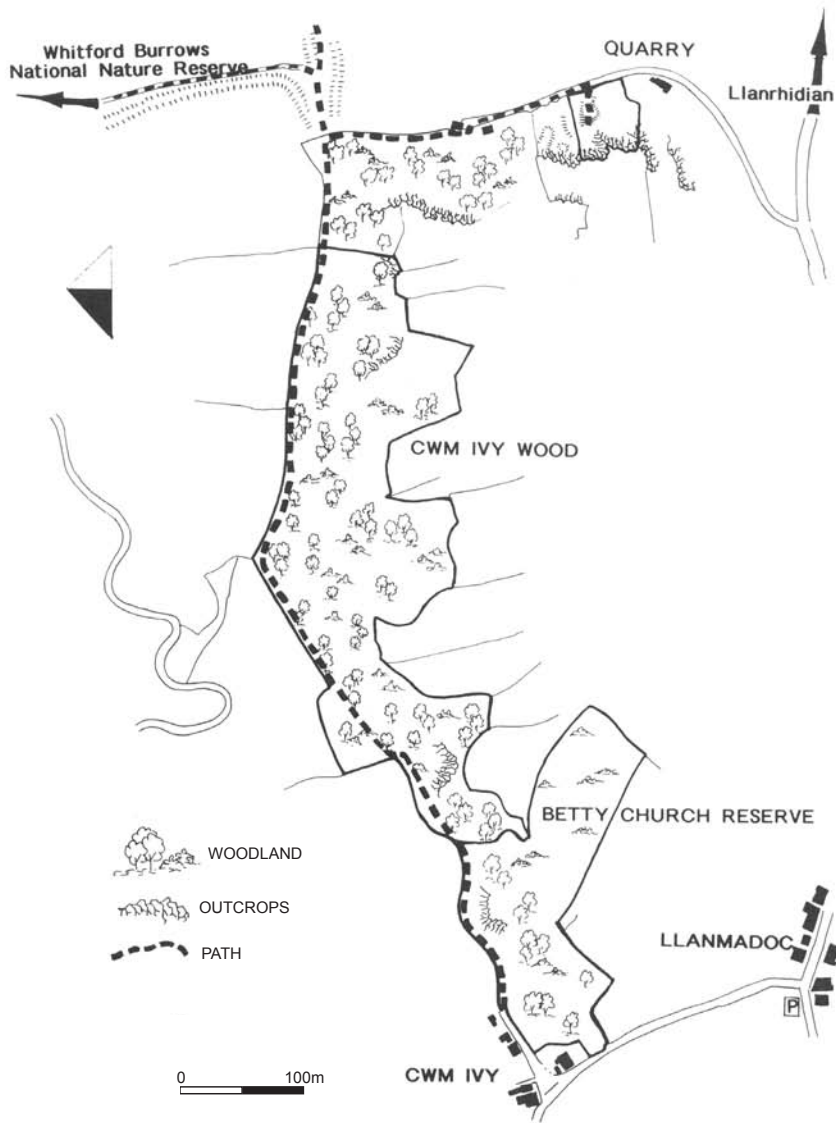 Whitford Burrows
National Nature Reserve
QUARRY
Llanrhidian
CWM IVY WOOD
BETTY CHURCH RESERVE
WOODLAND
OUTCROPS
PATH
LLANMADOC
P
CWM IVY
0 100m